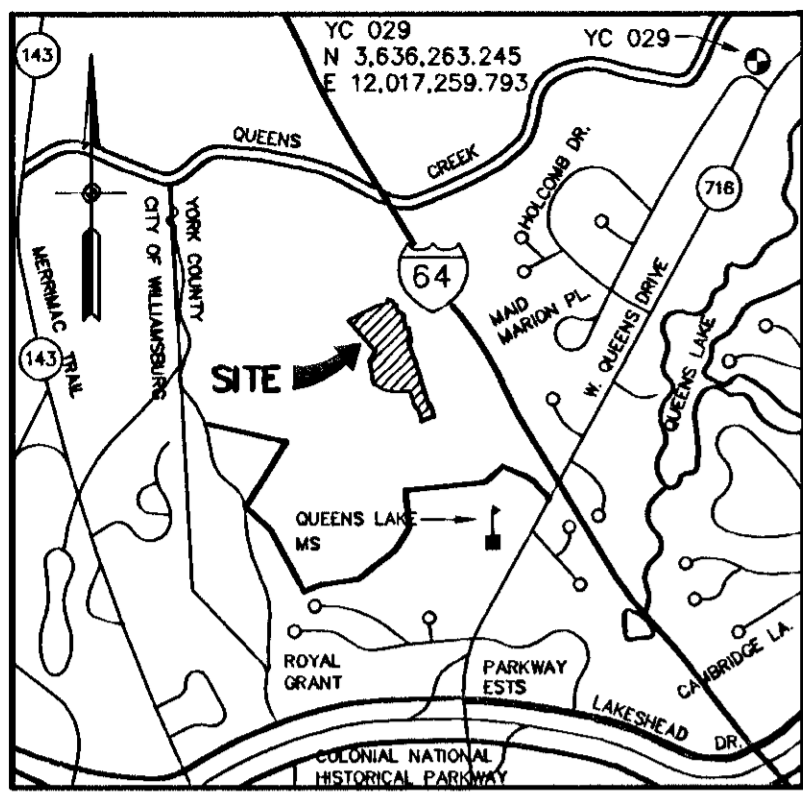 143
YC 029
N 3,636,263.245
E 12,017,259.793
YC 029
QUEENS
CREEK
HOLCOMB DR.
716
YORK COUNTY
CITY OF WILLIAMSBURG
MERRIMAC TRAIL
143
64
MAID
MARION PL.
W. QUEENS DRIVE
QUEENS LAKE
SITE
QUEENS LAKE
MS
ROYAL
GRANT
PARKWAY
ESTS
CAMBRIDGE LA.
LAKESHEAD DR.
COLONIAL NATIONAL
HISTORICAL PARKWAY